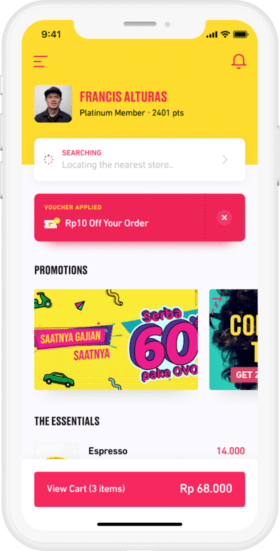 9:41
FRANCIS ALTURAS
Platinum Member · 2401 pts
SEARCHING
Locating the nearest store..
VOUCHER APPLIED
Rp10 Off Your Order
PROMOTIONS
SAATNYA GAJIAN
SAATNYA
Serba
60
pake OVO
GET 2
THE ESSENTIALS
Espresso
14.000
View Cart (3 items)
Rp 68.000